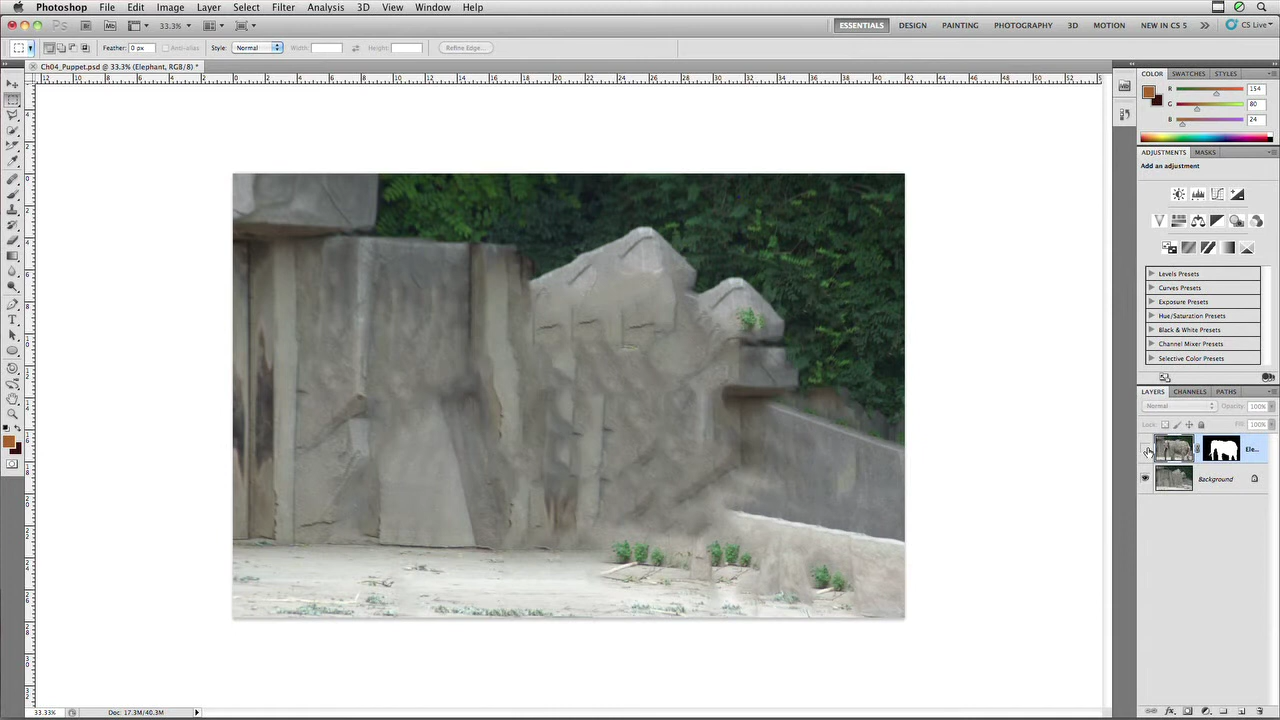 Photoshop File Edit Image Layer Select Filter Analysis 3D View Window Help
Ps Br Mb 33.3% ESSENTIALS DESIGN PAINTING PHOTOGRAPHY 3D MOTION NEW IN CS 5 CS Live
Feather: 0 px Anti-alias Style: Normal Width: Height: Refine Edge...
Ch04_Puppet.psd @ 33.3% (Elephant, RGB/8) *
COLOR SWATCHES STYLES
R 154
G 80
B 24
ADJUSTMENTS MASKS
Add an adjustment
Levels Presets
Curves Presets
Exposure Presets
Hue/Saturation Presets
Black & White Presets
Channel Mixer Presets
Selective Color Presets
LAYERS CHANNELS PATHS
Normal Opacity: 100%
Lock: Fill: 100%
Ele...
Background
33.33% Doc: 17.3M/40.3M